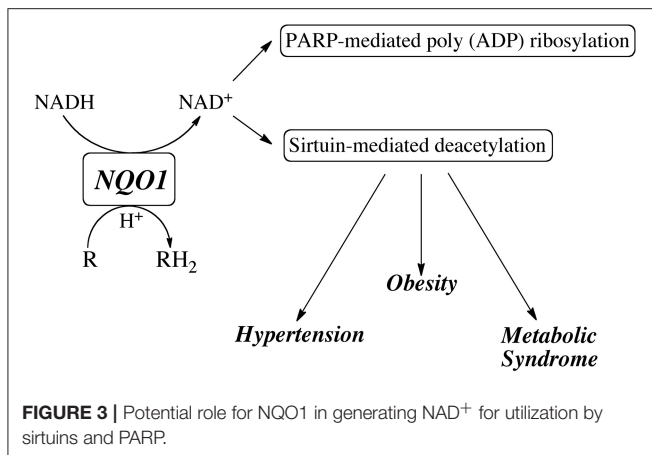 PARP-mediated poly (ADP) ribosylation
NADH
NAD⁺
Sirtuin-mediated deacetylation
NQO1
H⁺
R
RH₂
Obesity
Hypertension
Metabolic
Syndrome
FIGURE 3 | Potential role for NQO1 in generating NAD⁺ for utilization by
sirtuins and PARP.